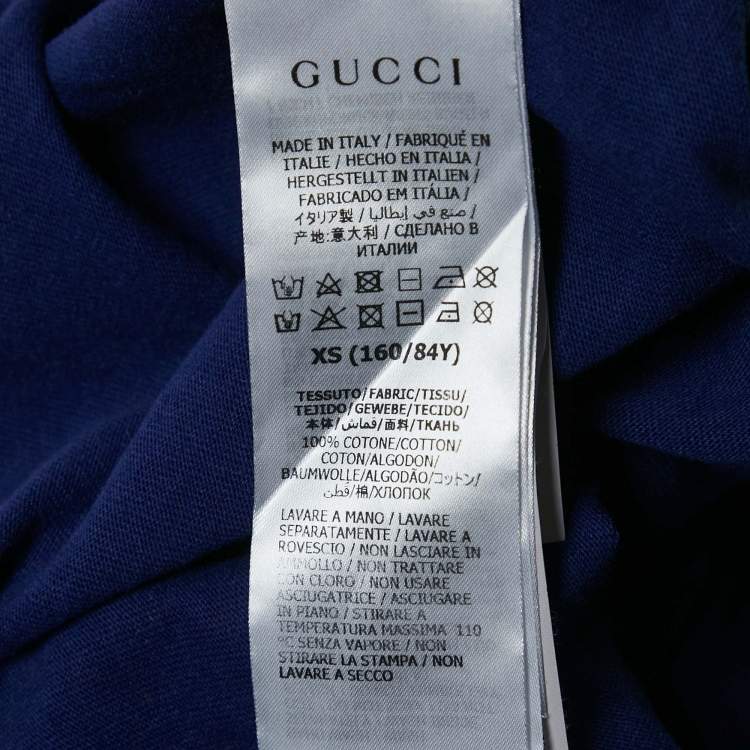 GUCCI
MADE IN ITALY / FABRIQUÉ EN
ITALIE / HECHO EN ITALIA /
HERGESTELLT IN ITALIEN /
FABRICADO EM ITÁLIA /
イタリア製 / صنع في إيطاليا /
产地:意大利 / СДЕЛАНО В
ИТАЛИИ
XS (160/84Y)
TESSUTO/FABRIC/TISSU/
TEJIDO/GEWEBE/TECIDO/
本体/قماش/面料/ТКАНЬ
100% COTONE/COTTON/
COTON/ALGODON/
BAUMWOLLE/ALGODÃO/コットン/
قطن/棉/ХЛОПОК
LAVARE A MANO / LAVARE
SEPARATAMENTE / LAVARE A
ROVESCIO / NON LASCIARE IN
AMMOLLO / NON TRATTARE
CON CLORO / NON USARE
ASCIUGATRICE / ASCIUGARE
IN PIANO / STIRARE A
TEMPERATURA MASSIMA 110
°C SENZA VAPORE / NON
STIRARE LA STAMPA / NON
LAVARE A SECCO